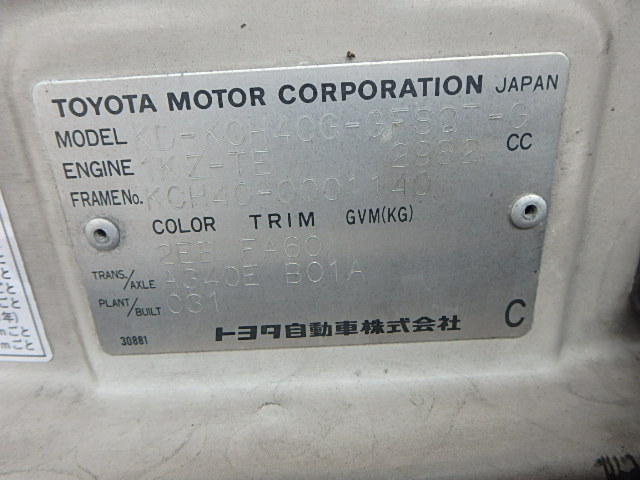 TOYOTA MOTOR CORPORATION JAPAN
MODEL KD-KCH40G-GFSQT-G
ENGINE 1KZ-TE 2982 CC
FRAME No. KCH40-0001140
COLOR TRIM GVM(KG)
2EB FA60
TRANS./AXLE A340E B01A
PLANT/BUILT 031
30881 トヨタ自動車株式会社 C